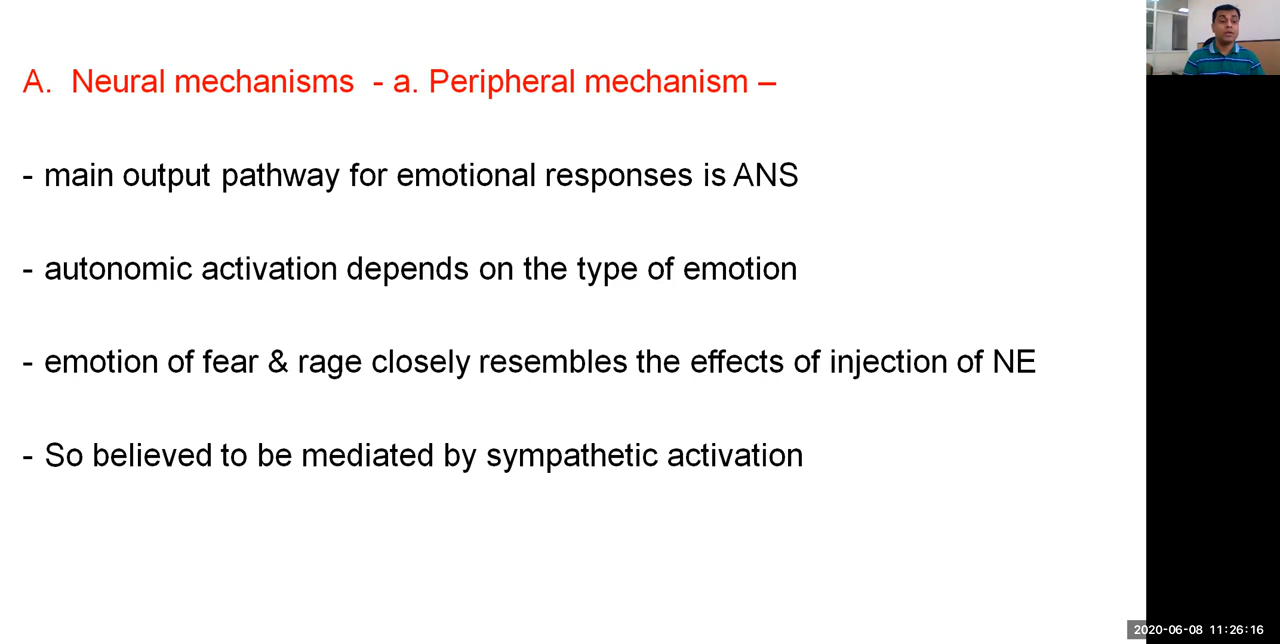 A. Neural mechanisms - a. Peripheral mechanism –
- main output pathway for emotional responses is ANS
- autonomic activation depends on the type of emotion
- emotion of fear & rage closely resembles the effects of injection of NE
- So believed to be mediated by sympathetic activation
2020-06-08 11:26:16